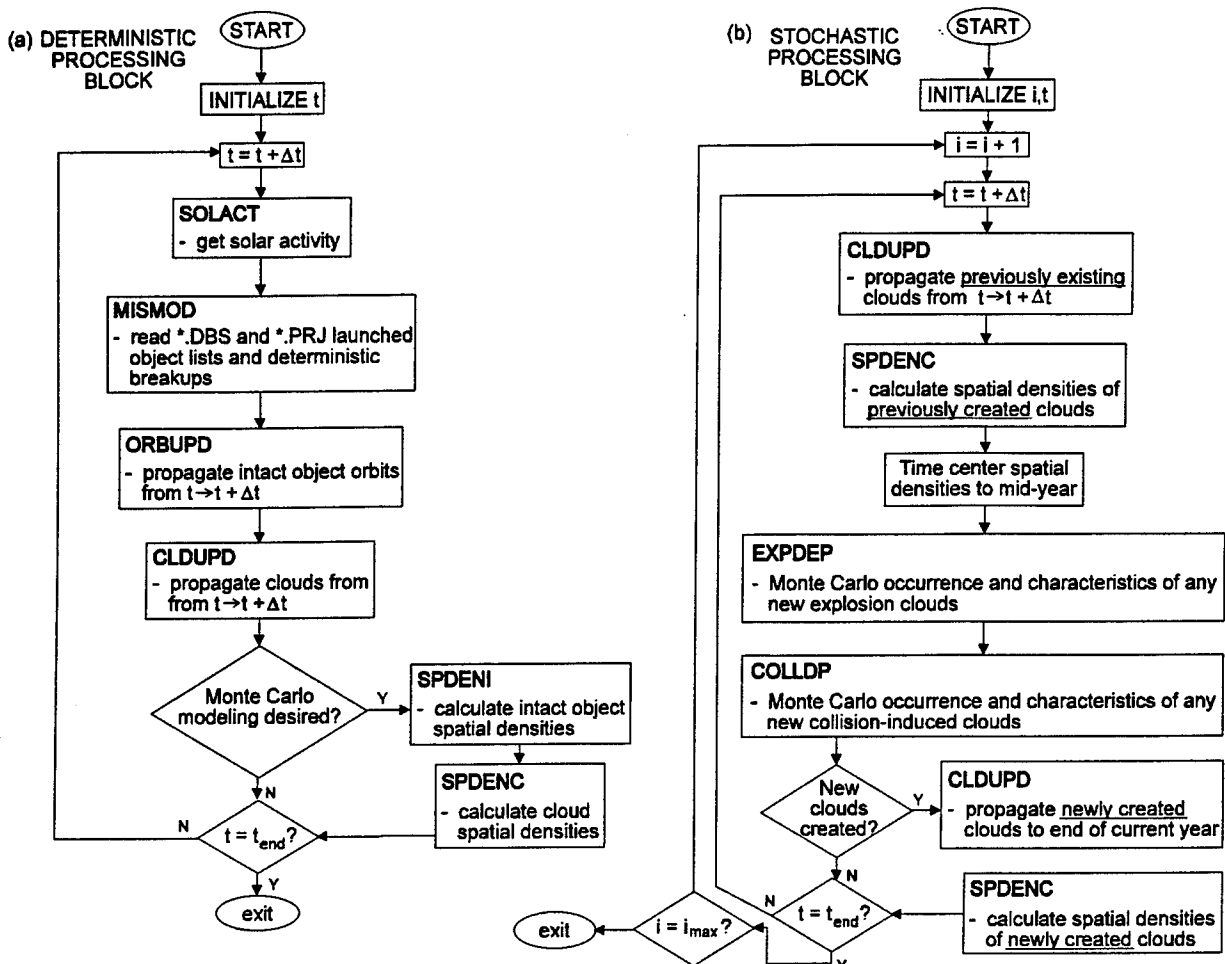 (a) DETERMINISTIC
PROCESSING
BLOCK
START
INITIALIZE t
t = t + Δt
SOLACT
- get solar activity
MISMOD
- read *.DBS and *.PRJ launched
object lists and deterministic
breakups
ORBUPD
- propagate intact object orbits
from t→t + Δt
CLDUPD
- propagate clouds from
from t→t + Δt
Monte Carlo
modeling desired?
Y
SPDENI
- calculate intact object
spatial densities
SPDENC
- calculate cloud
spatial densities
N
N
t = t_end?
Y
exit
(b) STOCHASTIC
PROCESSING
BLOCK
START
INITIALIZE i,t
i = i + 1
t = t + Δt
CLDUPD
- propagate previously existing
clouds from t→t + Δt
SPDENC
- calculate spatial densities of
previously created clouds
Time center spatial
densities to mid-year
EXPDEP
- Monte Carlo occurrence and characteristics of any
new explosion clouds
COLLDP
- Monte Carlo occurrence and characteristics of any
new collision-induced clouds
New
clouds
created?
Y
CLDUPD
- propagate newly created
clouds to end of current year
N
SPDENC
- calculate spatial densities
of newly created clouds
N
t = t_end?
Y
i = i_max?
exit